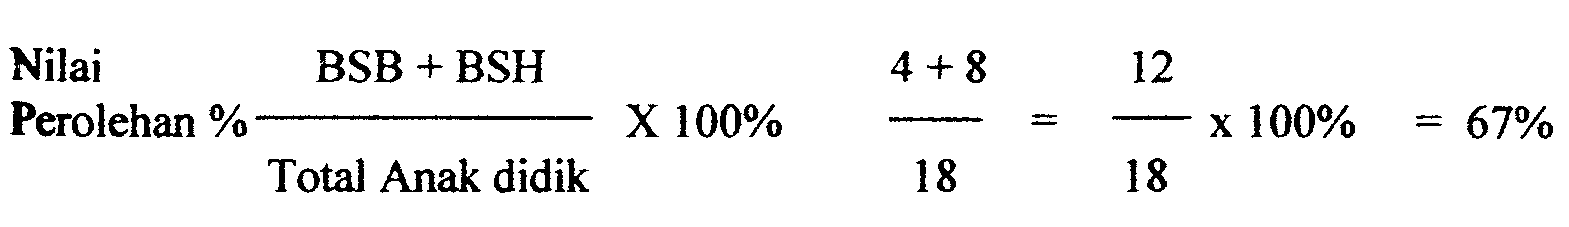 Nilai BSB + BSH 4 + 8 12
Perolehan % X 100% = x 100% = 67%
Total Anak didik 18 18